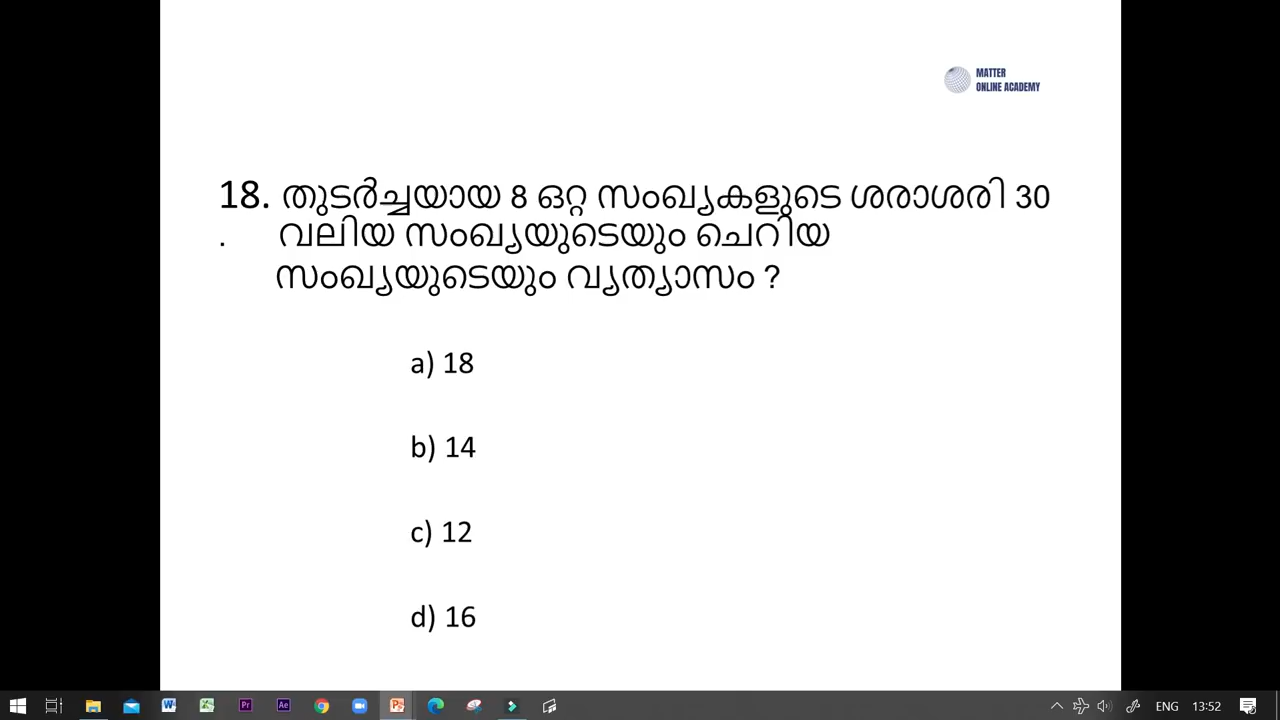 MATTER
ONLINE ACADEMY
18. തുടർച്ചയായ 8 ഒറ്റ സംഖ്യകളുടെ ശരാശരി 30
. വലിയ സംഖ്യയുടെയും ചെറിയ
സംഖ്യയുടെയും വ്യത്യാസം ?
a) 18
b) 14
c) 12
d) 16
ENG 13:52